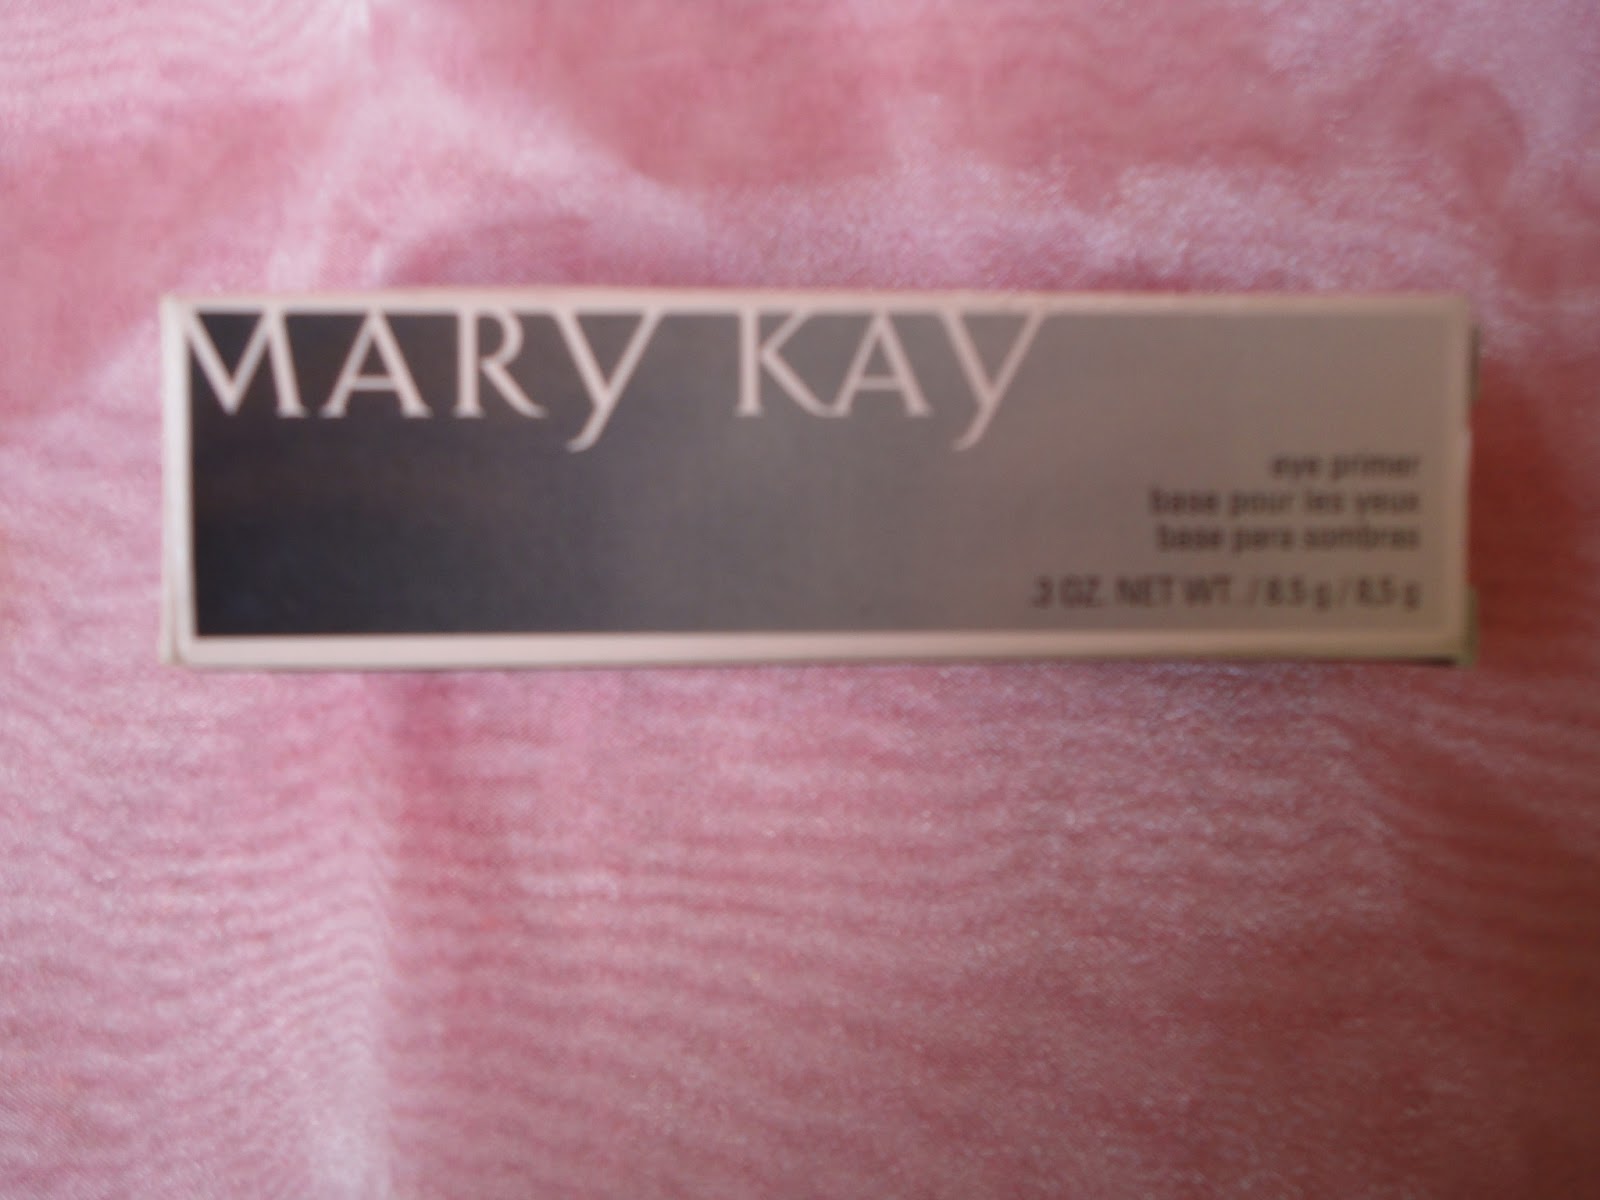 MARY KAY
eye primer
base pour les yeux
base para sombras
.3 OZ. NET WT. / 8.5 g / 8,5 g